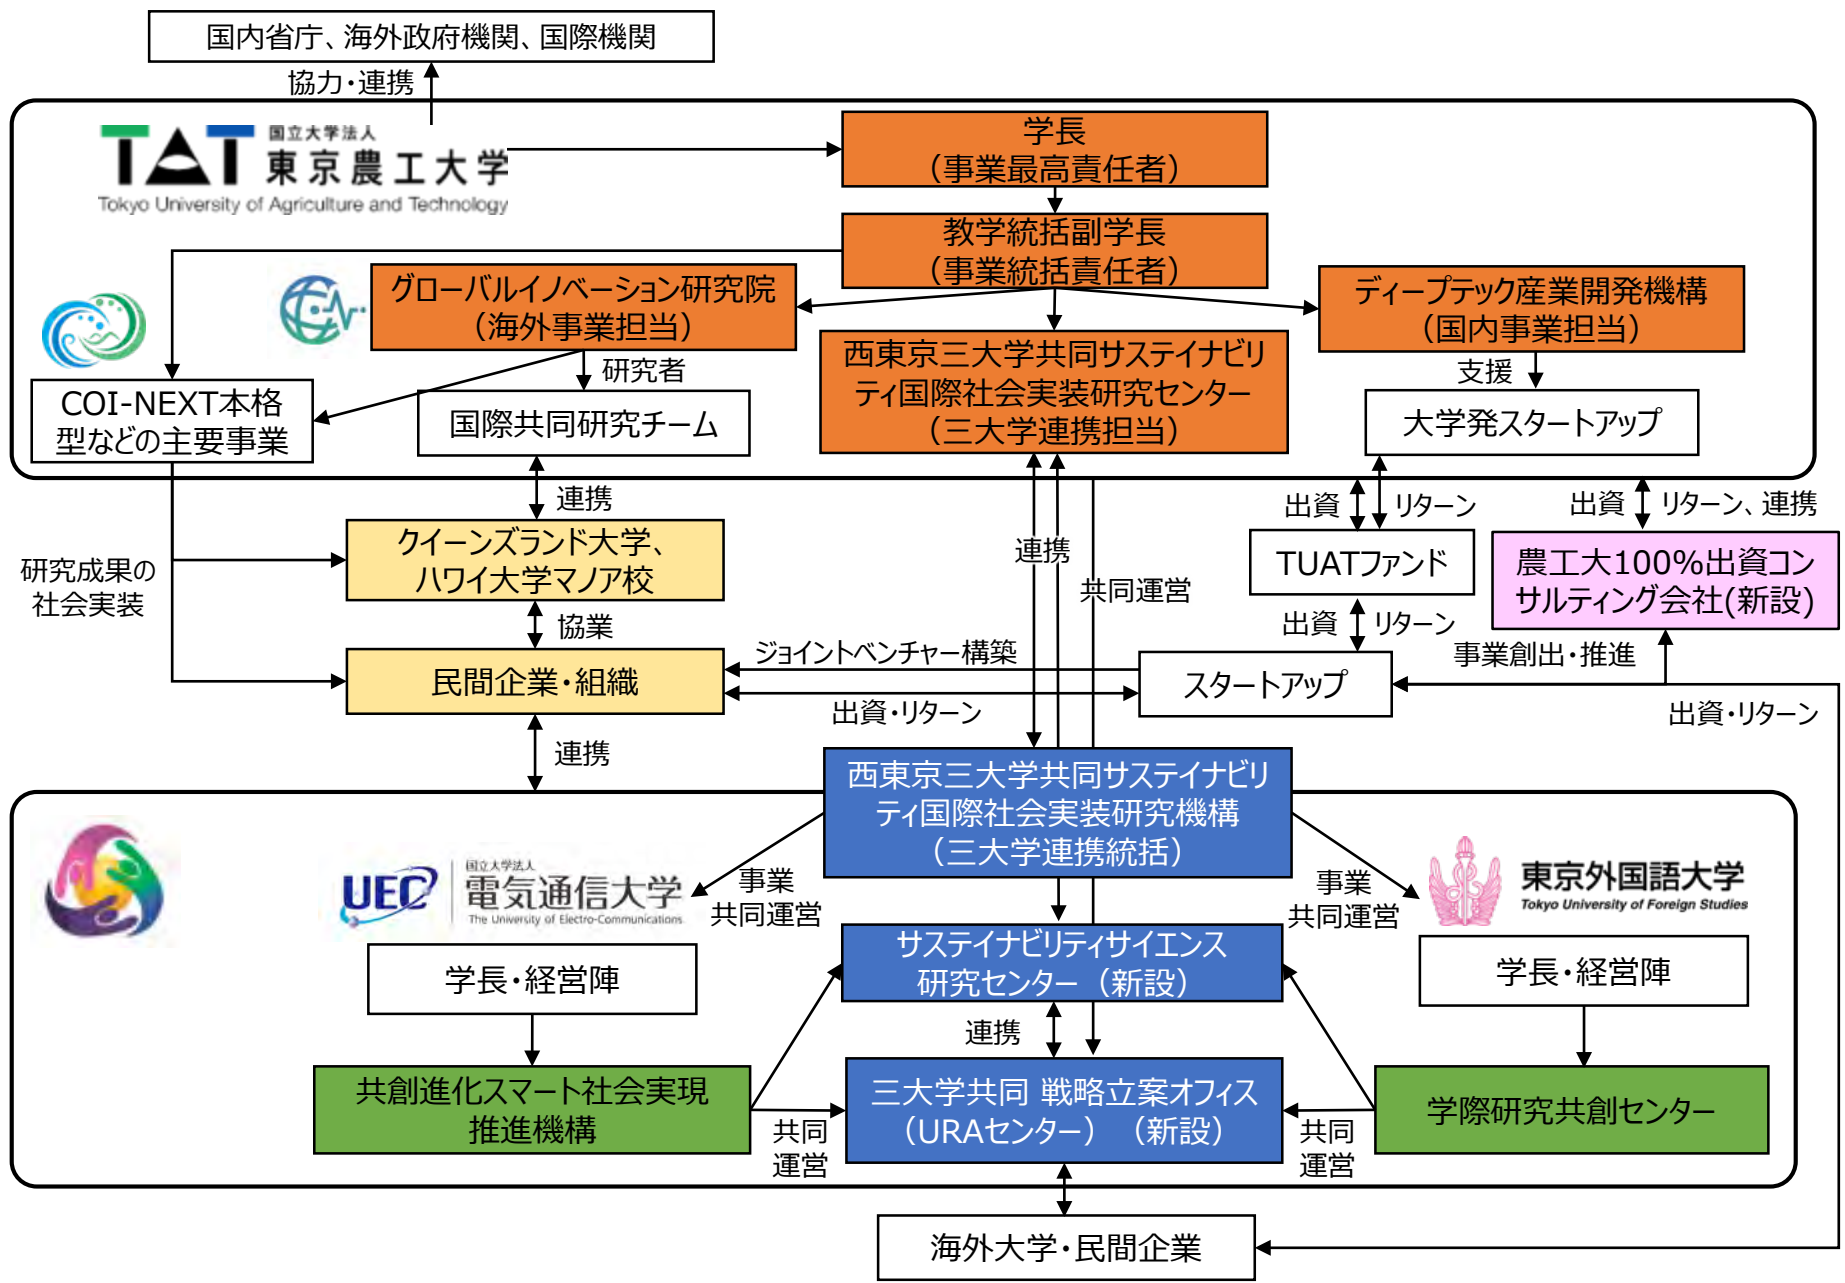 国内省庁、海外政府機関、国際機関
協力・連携
国立大学法人
TAT 東京農工大学
Tokyo University of Agriculture and Technology
学長
（事業最高責任者）
教学統括副学長
（事業統括責任者）
グローバルイノベーション研究院
（海外事業担当）
ディープテック産業開発機構
（国内事業担当）
西東京三大学共同サステイナビリ
ティ国際社会実装研究センター
（三大学連携担当）
研究者
支援
COI-NEXT本格
型などの主要事業
国際共同研究チーム
大学発スタートアップ
連携
出資
リターン
出資
リターン、連携
クイーンズランド大学、
ハワイ大学マノア校
連携
TUATファンド
農工大100%出資コン
サルティング会社(新設)
研究成果の
社会実装
共同運営
協業
出資
リターン
民間企業・組織
ジョイントベンチャー構築
スタートアップ
事業創出・推進
出資・リターン
出資・リターン
連携
西東京三大学共同サステイナビリ
ティ国際社会実装研究機構
（三大学連携統括）
国立大学法人
UEC 電気通信大学
The University of Electro-Communications
事業
共同運営
事業
共同運営
東京外国語大学
Tokyo University of Foreign Studies
学長・経営陣
サステイナビリティサイエンス
研究センター（新設）
学長・経営陣
連携
共創進化スマート社会実現
推進機構
三大学共同 戦略立案オフィス
（URAセンター）（新設）
学際研究共創センター
共同
運営
共同
運営
海外大学・民間企業